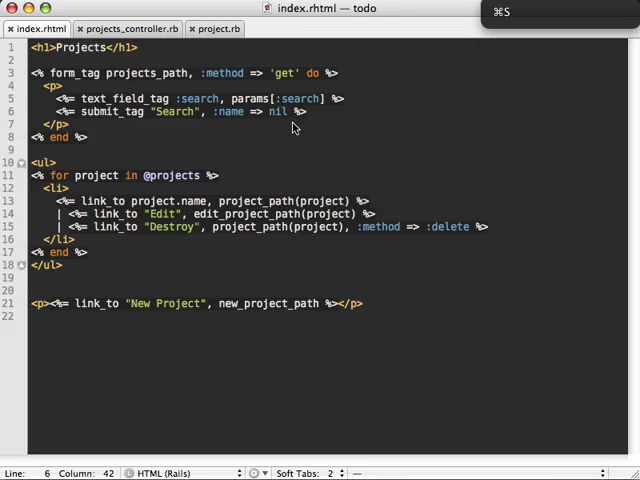 index.rhtml — todo
⌘S
index.rhtml projects_controller.rb project.rb
1 <h1>Projects</h1>
2
3 <% form_tag projects_path, :method => 'get' do %>
4 <p>
5 <%= text_field_tag :search, params[:search] %>
6 <%= submit_tag "Search", :name => nil %>
7 </p>
8 <% end %>
9
10 <ul>
11 <% for project in @projects %>
12 <li>
13 <%= link_to project.name, project_path(project) %>
14 | <%= link_to "Edit", edit_project_path(project) %>
15 | <%= link_to "Destroy", project_path(project), :method => :delete %>
16 </li>
17 <% end %>
18 </ul>
19
20
21 <p><%= link_to "New Project", new_project_path %></p>
22
Line: 6 Column: 42 L HTML (Rails) Soft Tabs: 2 —